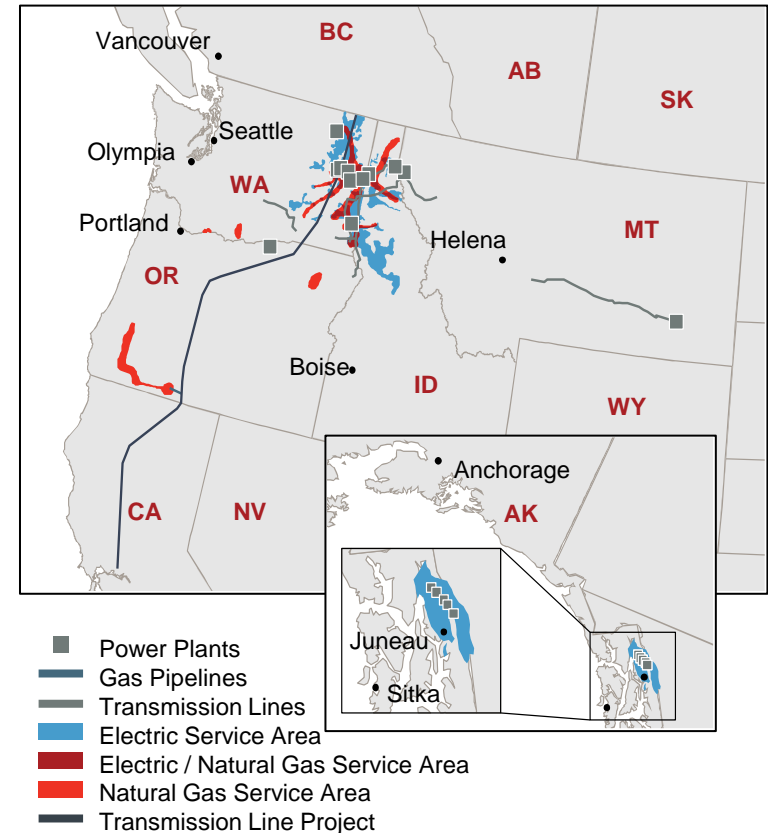 BC
Vancouver
AB
SK
Seattle
Olympia
WA
Portland
Helena
MT
OR
Boise
ID
WY
Anchorage
AK
CA
NV
Juneau
Sitka
Power Plants
Gas Pipelines
Transmission Lines
Electric Service Area
Electric / Natural Gas Service Area
Natural Gas Service Area
Transmission Line Project